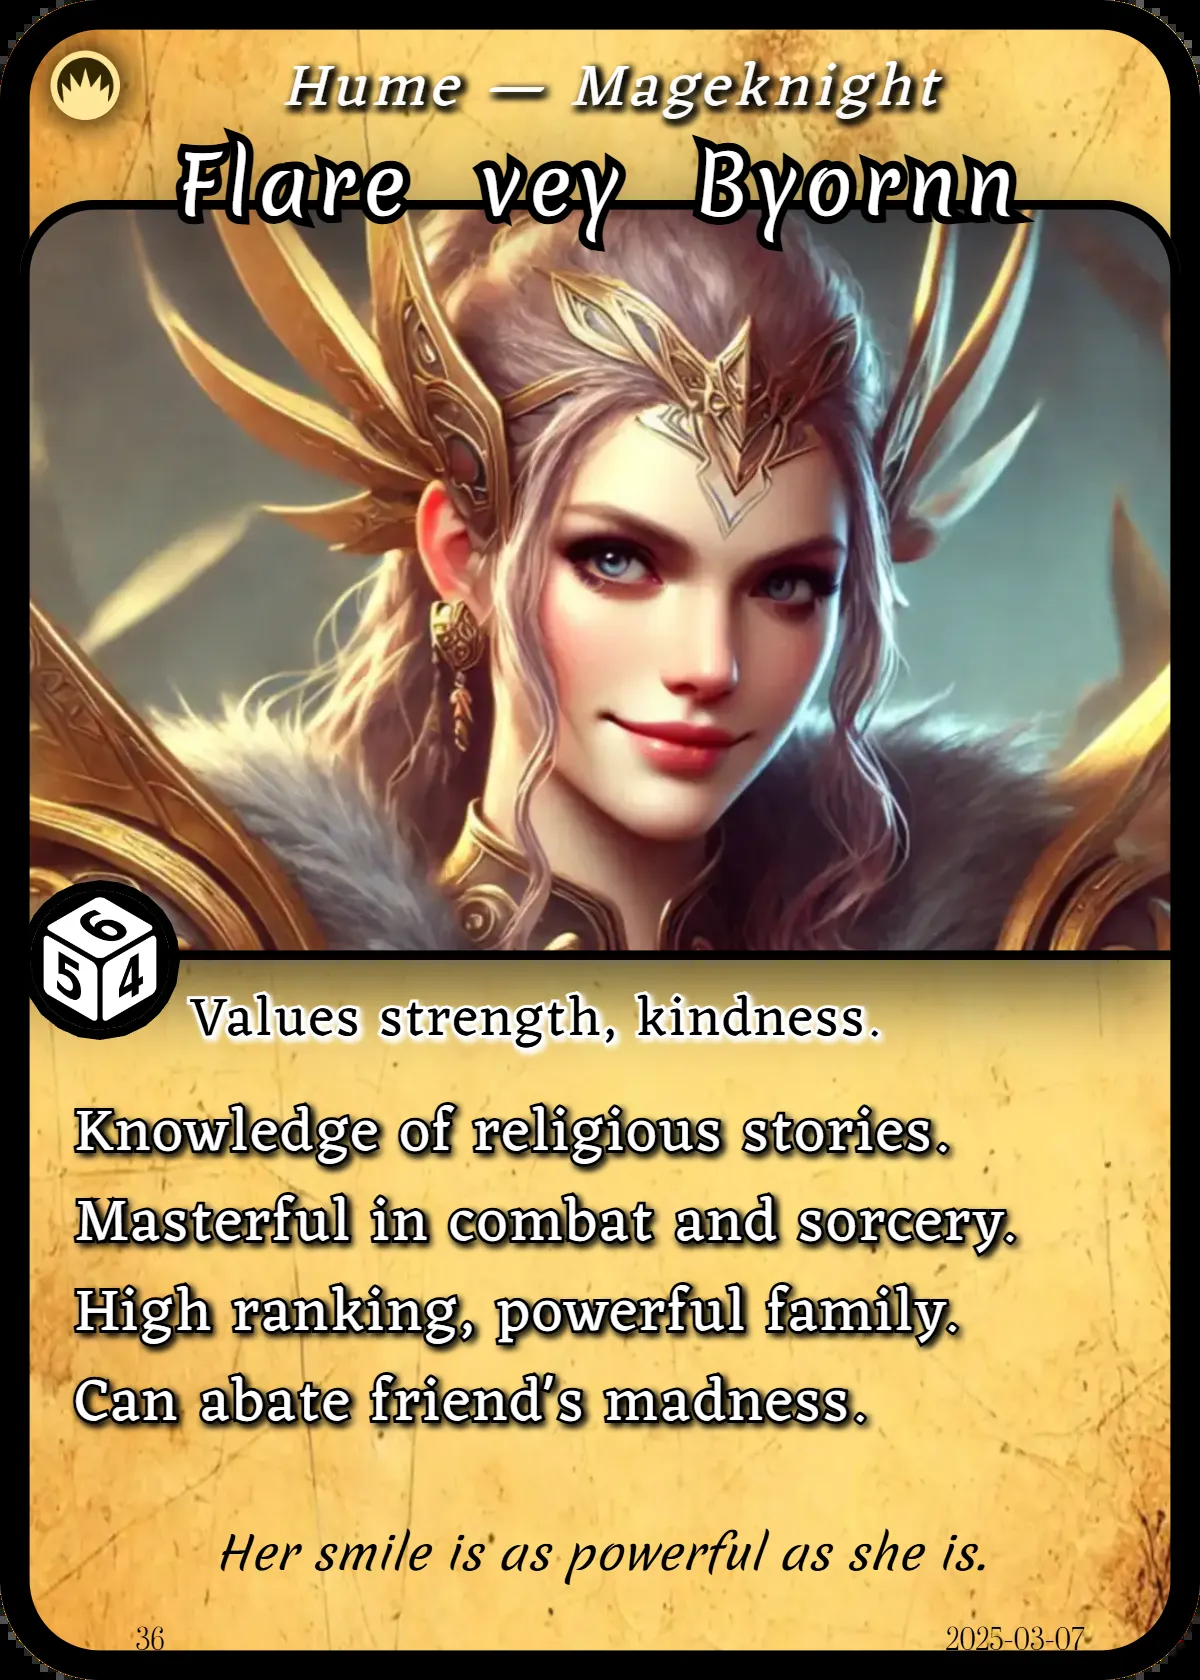 Hume — Mageknight
Flare vey Byornn
6
5 4
Values strength, kindness.
Knowledge of religious stories.
Masterful in combat and sorcery.
High ranking, powerful family.
Can abate friend's madness.
Her smile is as powerful as she is.
36 2025-03-07